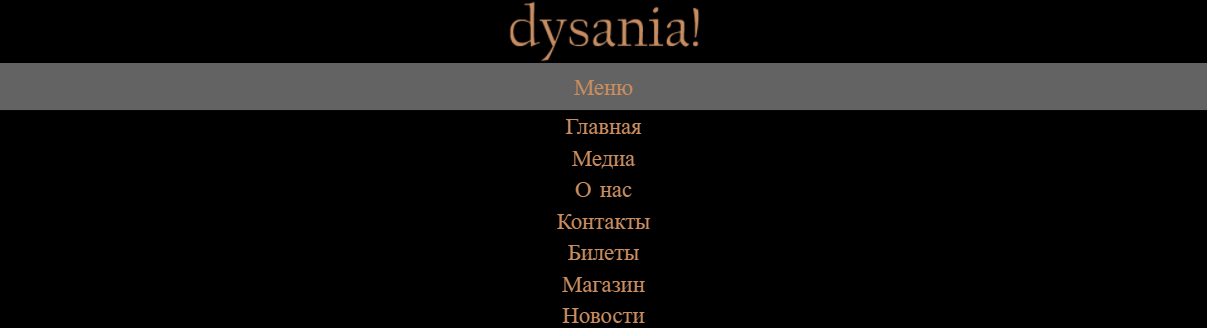 dysania!
Меню
Главная
Медиа
О нас
Контакты
Билеты
Магазин
Новости